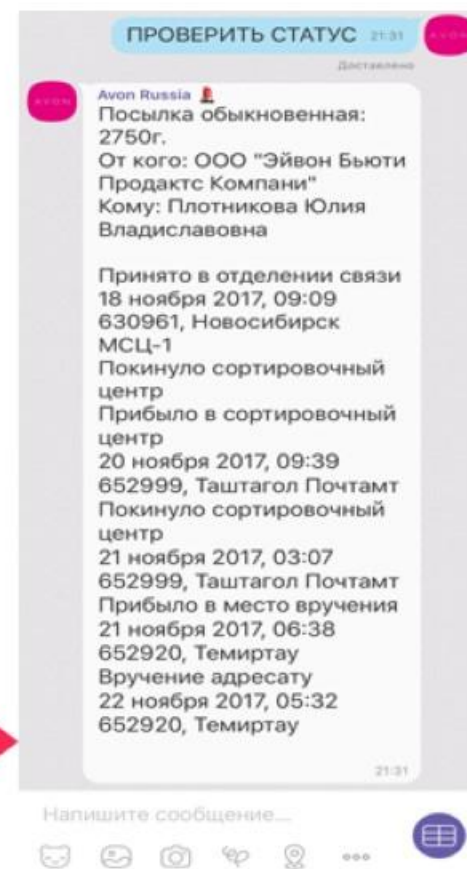 ПРОВЕРИТЬ СТАТУС 21:31
AVON
Доставлено
AVON
Avon Russia
Посылка обыкновенная:
2750г.
От кого: ООО "Эйвон Бьюти
Продактс Компани"
Кому: Плотникова Юлия
Владиславовна
Принято в отделении связи
18 ноября 2017, 09:09
630961, Новосибирск
МСЦ-1
Покинуло сортировочный
центр
Прибыло в сортировочный
центр
20 ноября 2017, 09:39
652999, Таштагол Почтамт
Покинуло сортировочный
центр
21 ноября 2017, 03:07
652999, Таштагол Почтамт
Прибыло в место вручения
21 ноября 2017, 06:38
652920, Темиртау
Вручение адресату
22 ноября 2017, 05:32
652920, Темиртау
21:31
Напишите сообщение...